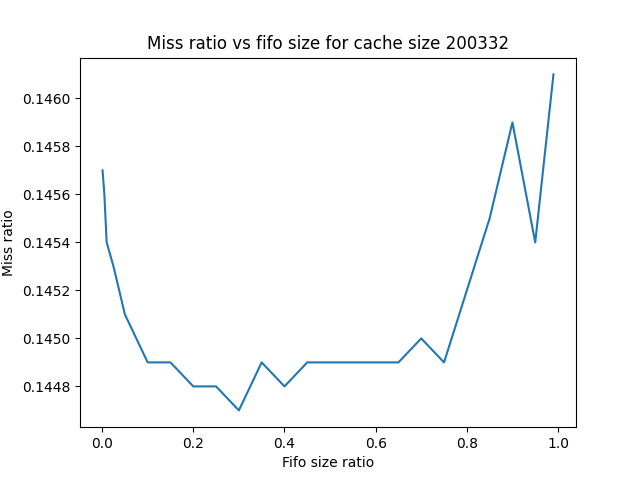 Miss ratio vs fifo size for cache size 200332
0.1460
0.1458
0.1456
0.1454
0.1452
0.1450
0.1448
Miss ratio
0.0 0.2 0.4 0.6 0.8 1.0
Fifo size ratio